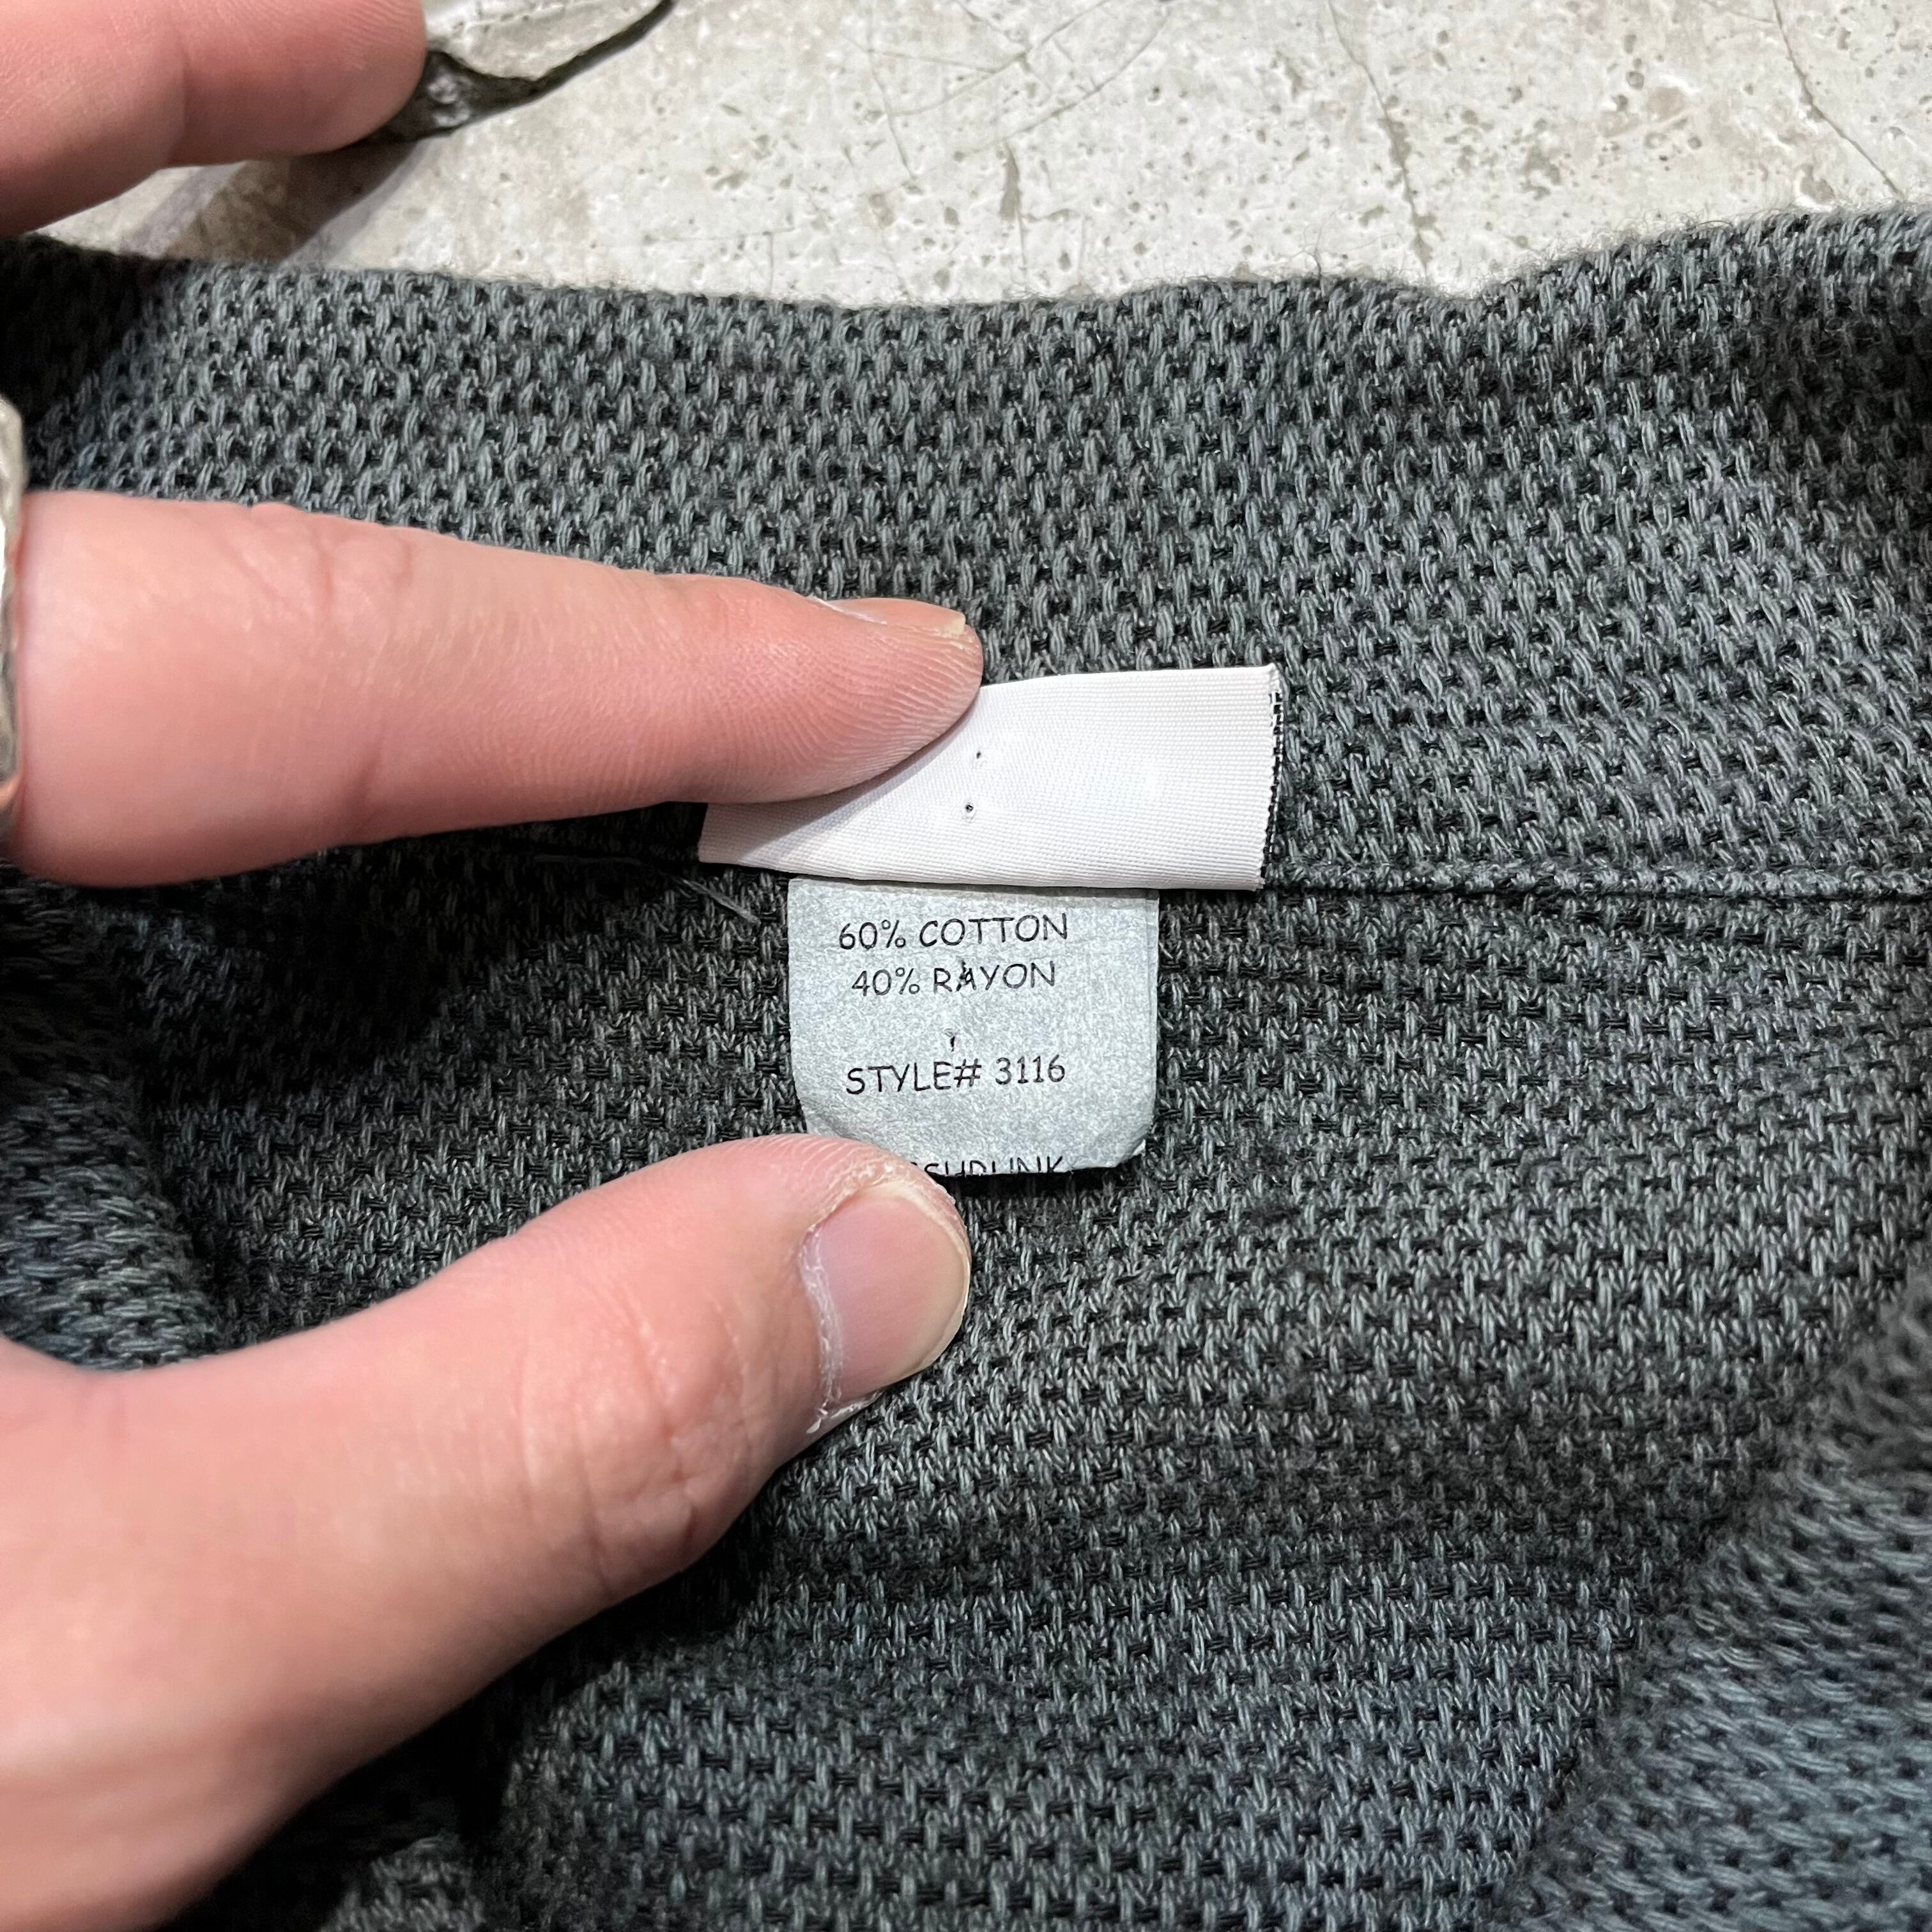 60% COTTON
40% RAYON
STYLE# 3116